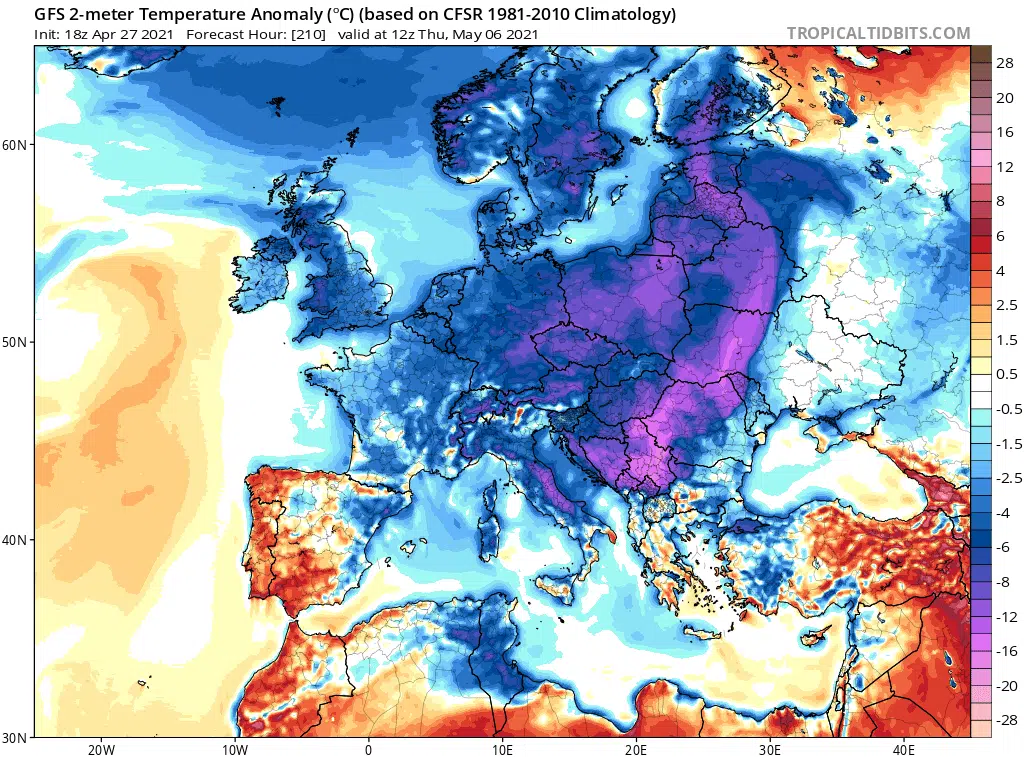 GFS 2-meter Temperature Anomaly (°C) (based on CFSR 1981-2010 Climatology)
Init: 18z Apr 27 2021 Forecast Hour: [210] valid at 12z Thu, May 06 2021
TROPICALTIDBITS.COM
28
20
16
12
8
6
4
2.5
1.5
0.5
-0.5
-1.5
-2.5
-4
-6
-8
-12
-16
-20
-28
60N
50N
40N
30N
20W
10W
0
10E
20E
30E
40E